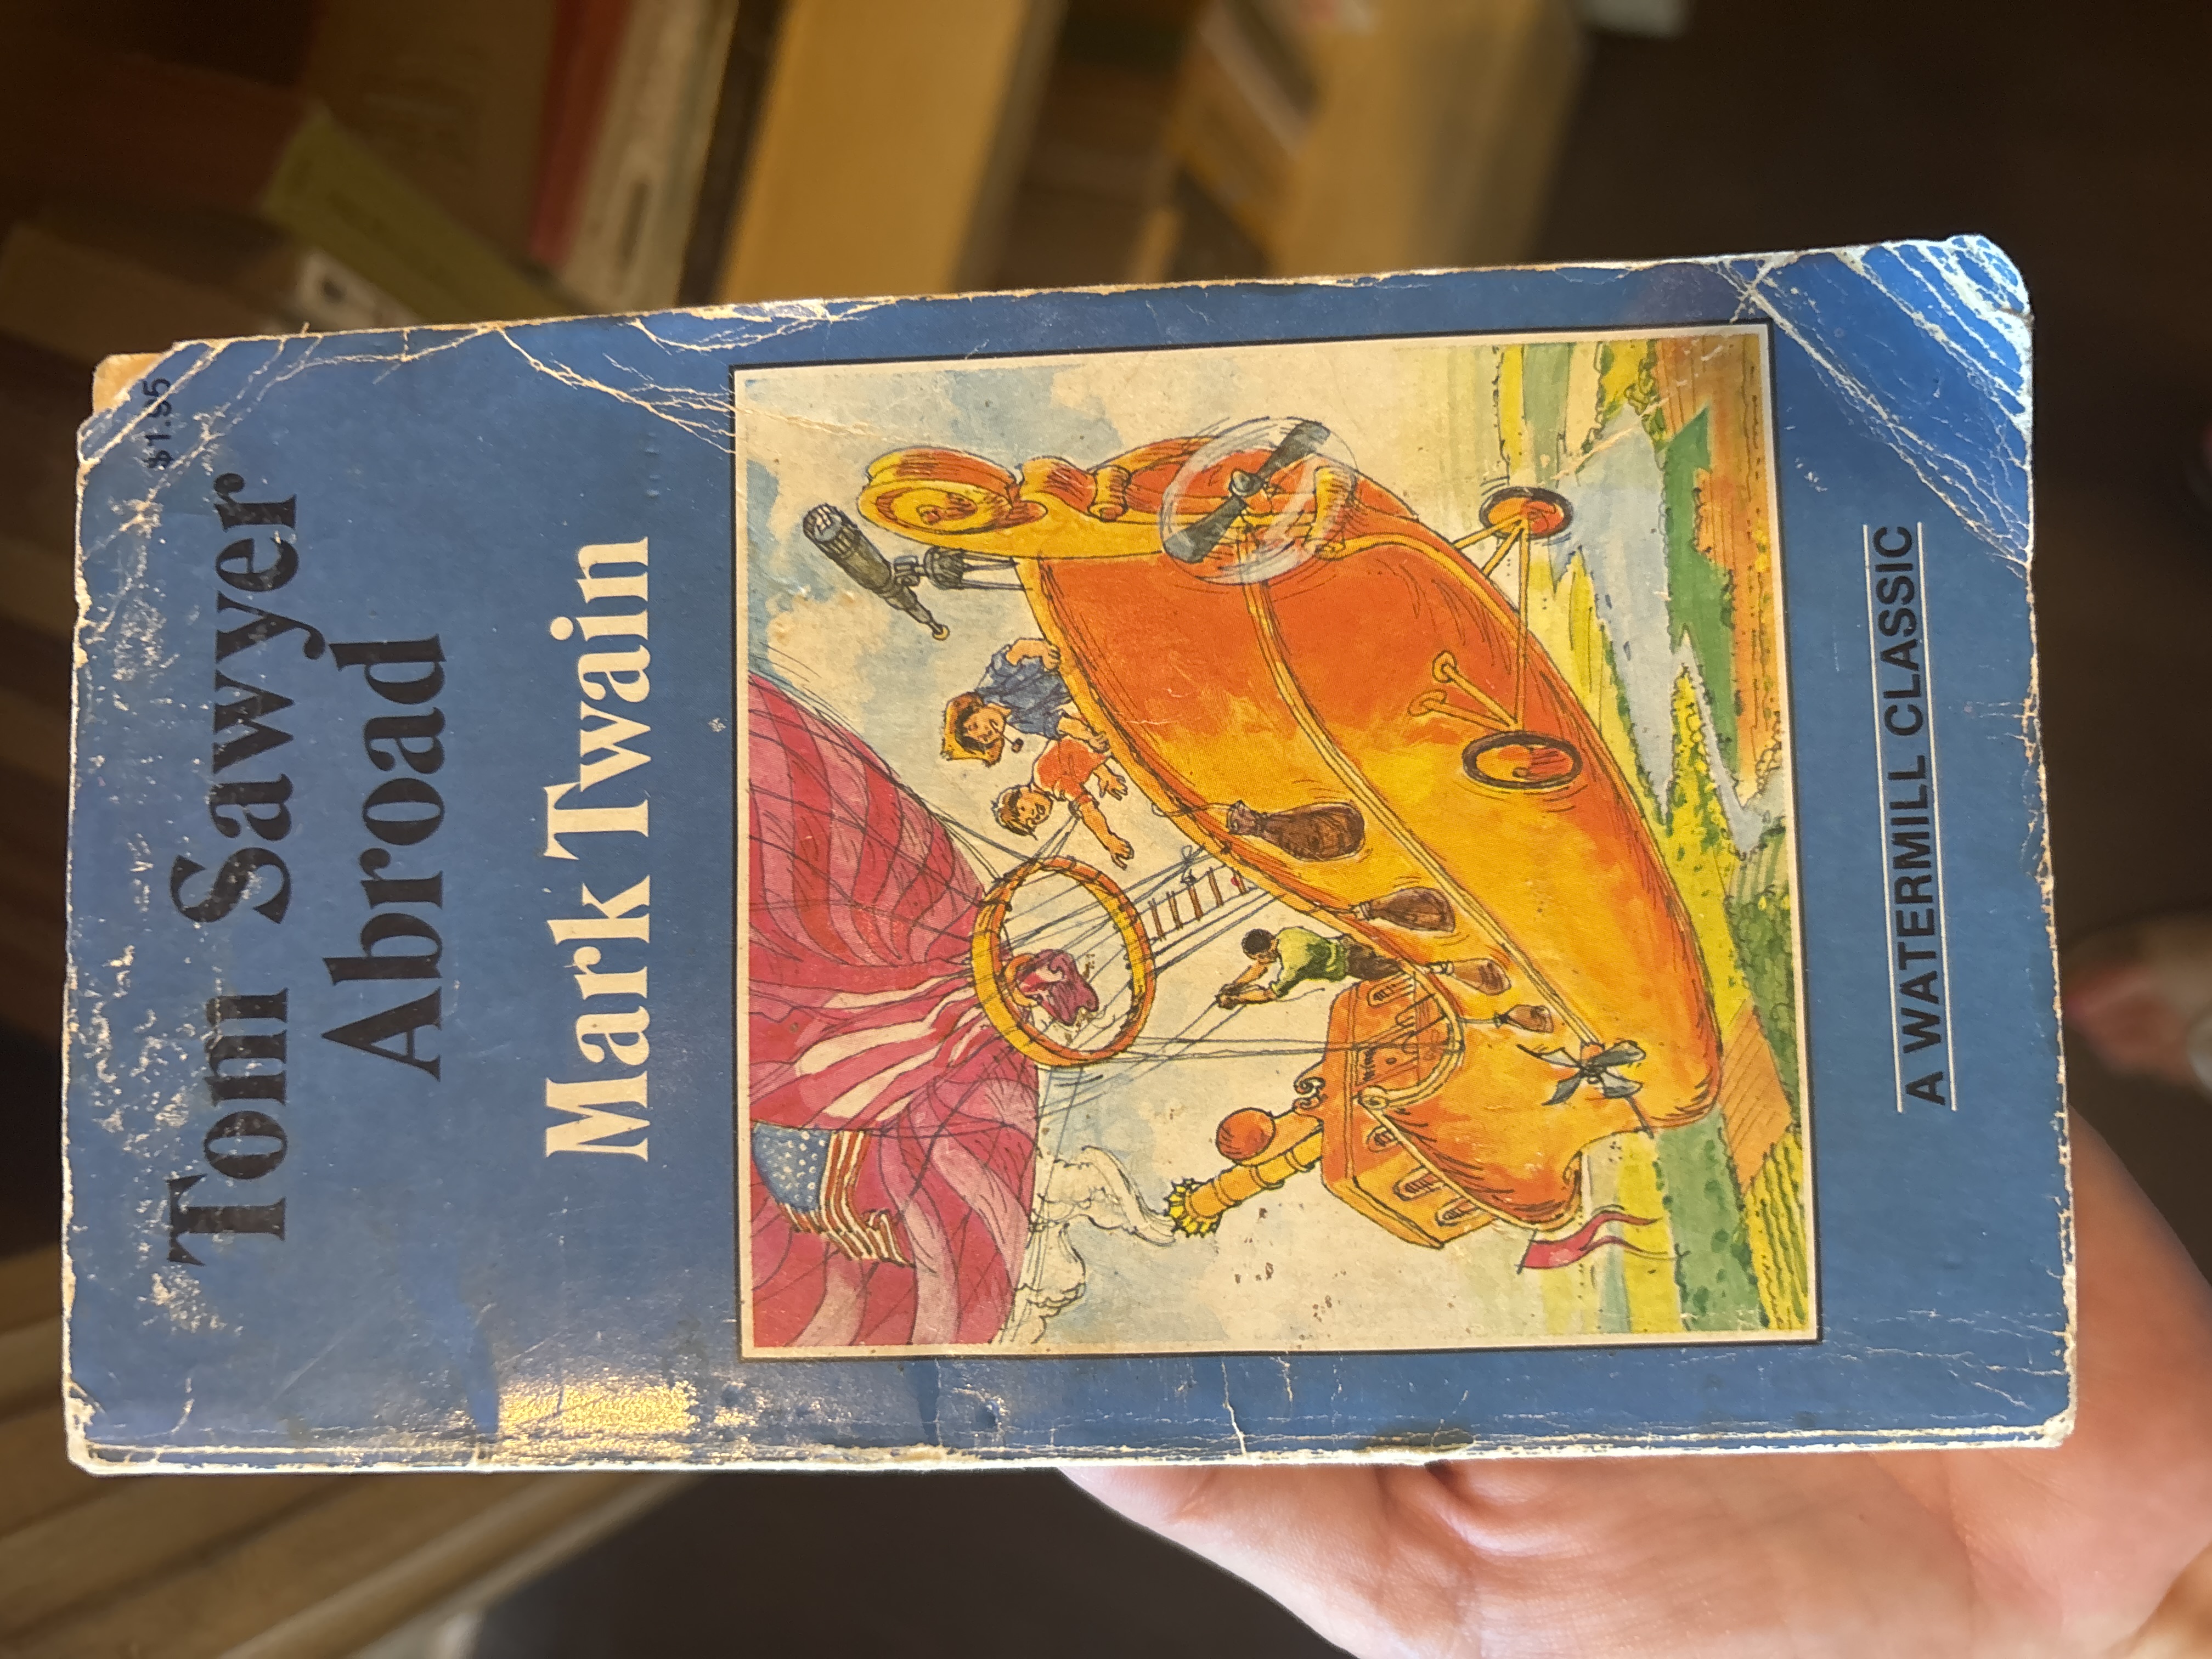 $1.95
Tom Sawyer
Abroad
Mark Twain
A WATERMILL CLASSIC